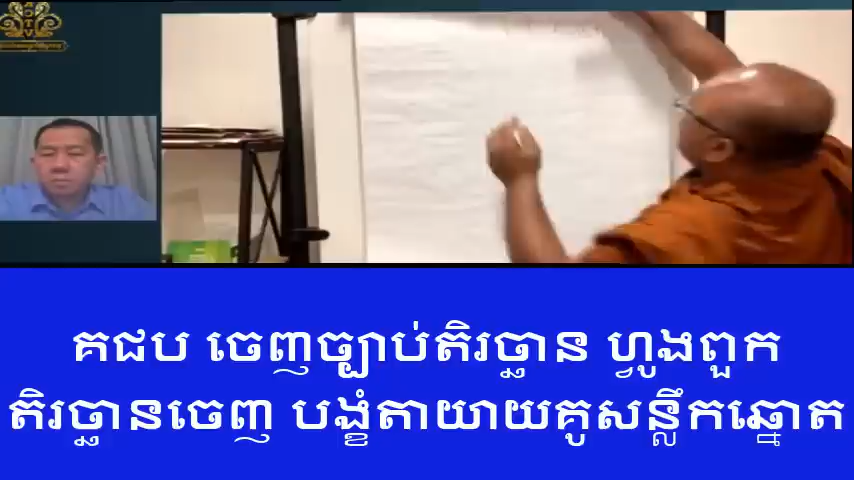 គជប ចេញច្បាប់តិរច្ឆាន ហ្វូងពួក
តិរច្ឆានចេញ បង្ខំតាយាយគូសន្លឹកឆ្នោត